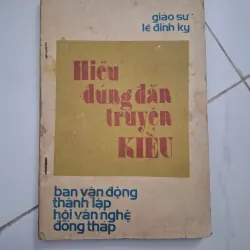 giáo sư
lê đình kỵ
Hiểu
đúng đắn
truyện
KIỀU
ban vận động
thành lập
hội văn nghệ
đồng tháp